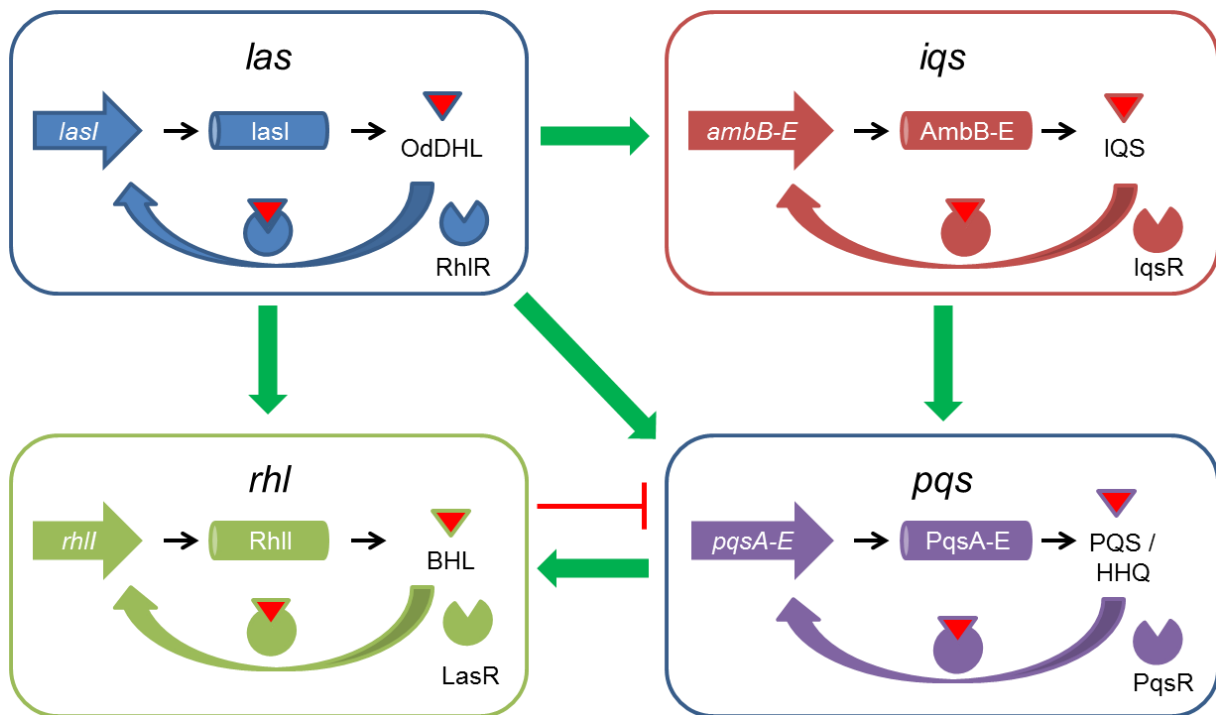 las
lasI
lasI
OdDHL
RhlR
iqs
ambB-E
AmbB-E
IQS
IqsR
rhl
rhlI
RhlI
BHL
LasR
pqs
pqsA-E
PqsA-E
PQS /
HHQ
PqsR